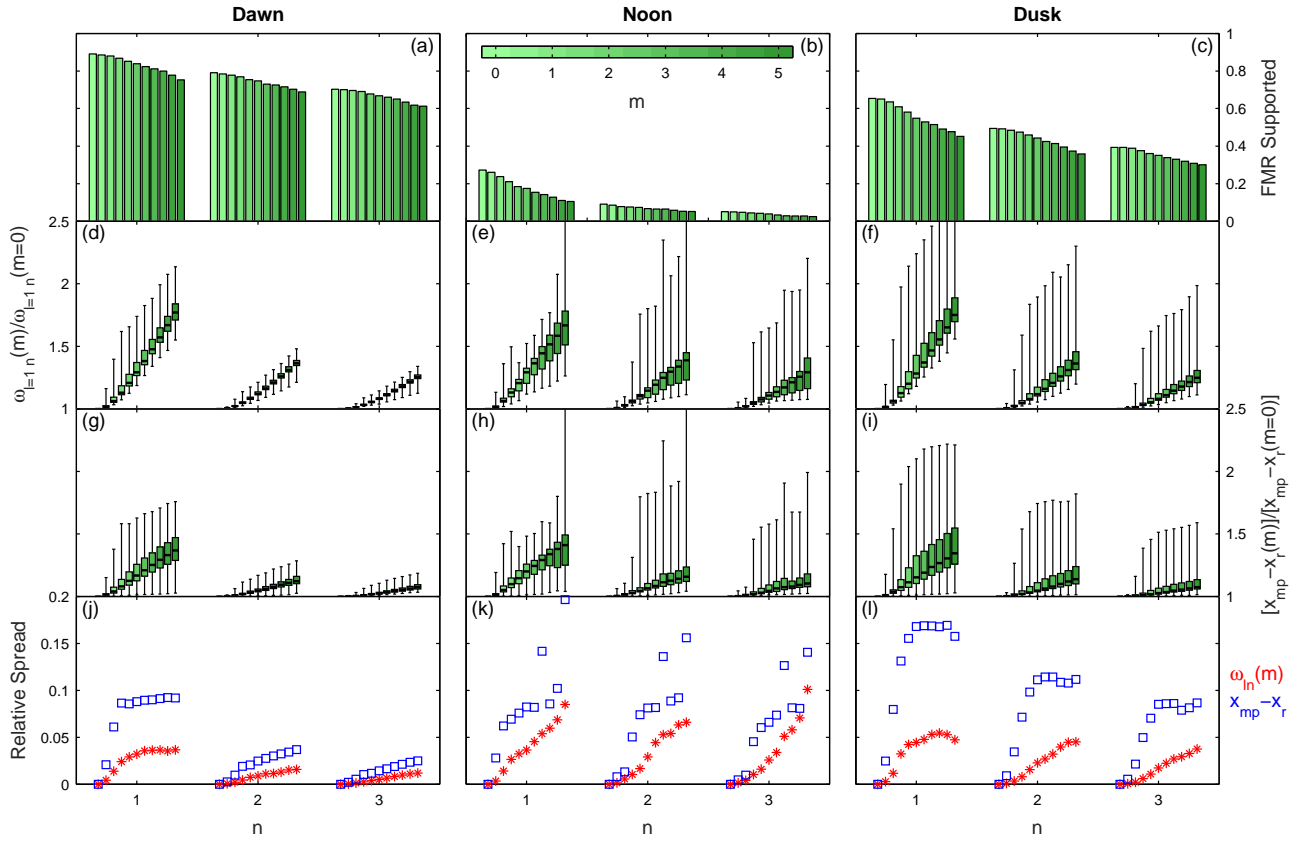 Dawn Noon Dusk
(a) (b) (c)
0 1 2 3 4 5
m
1
0.8
0.6
0.4
0.2
0
FMR Supported
(d) (e) (f)
2.5
2
1.5
1
ω_{l=1 n}(m)/ω_{l=1 n}(m=0)
(g) (h) (i)
2.5
2
1.5
1
[x_{mp}−x_r(m)]/[x_{mp}−x_r(m=0)]
(j) (k) (l)
0.2
0.15
0.1
0.05
0
Relative Spread
ω_{ln}(m)
x_{mp}−x_r
1 2 3 1 2 3 1 2 3
n n n